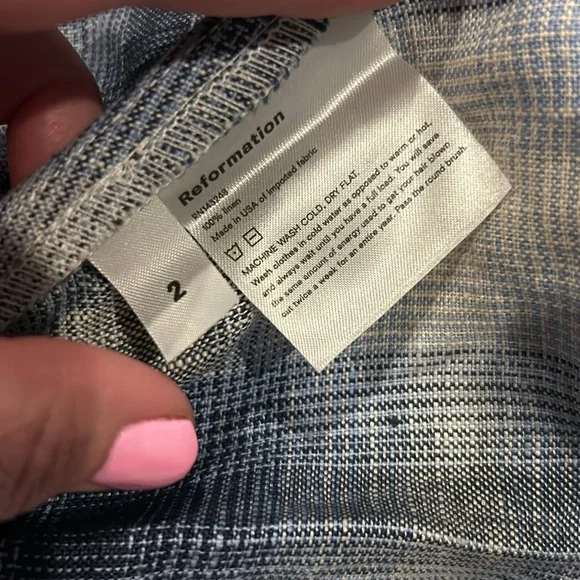 Reformation
RN143268
100% linen
Made in USA of imported fabric
MACHINE WASH COLD. DRY FLAT.
Wash clothes in cold water as opposed to warm or hot,
and always wait until you have a full load. You will save
the same amount of energy used to get your hair blown
out twice a week for an entire year. Pass the round brush.
2